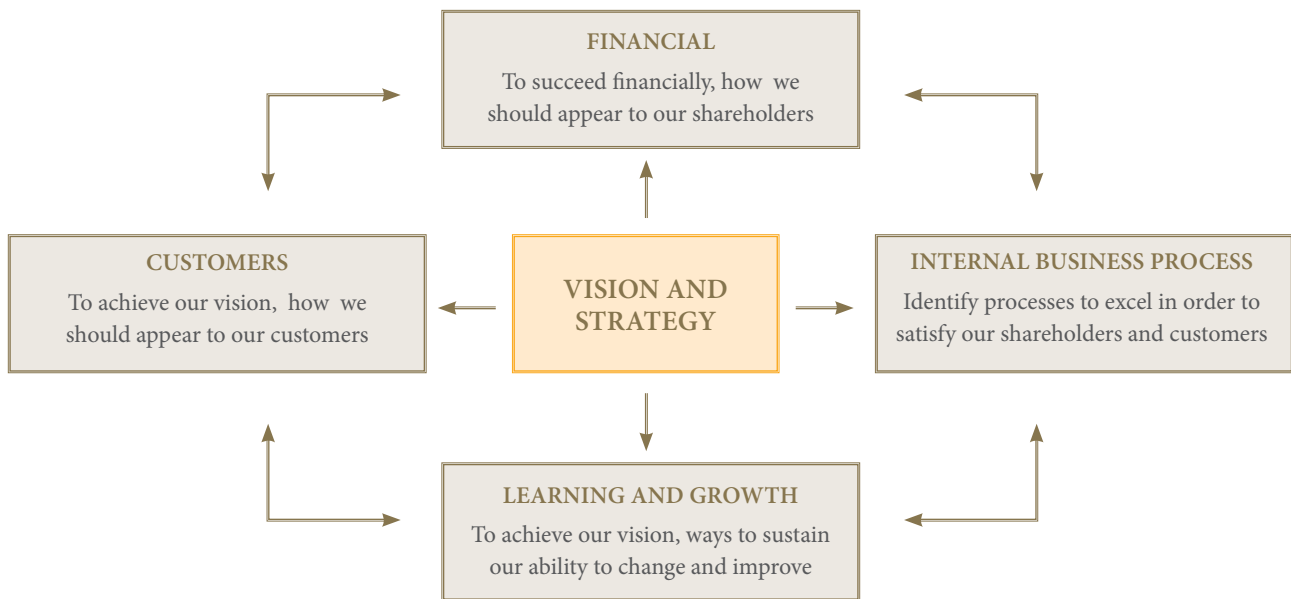 FINANCIAL
To succeed financially, how we
should appear to our shareholders
CUSTOMERS
To achieve our vision, how we
should appear to our customers
VISION AND
STRATEGY
INTERNAL BUSINESS PROCESS
Identify processes to excel in order to
satisfy our shareholders and customers
LEARNING AND GROWTH
To achieve our vision, ways to sustain
our ability to change and improve